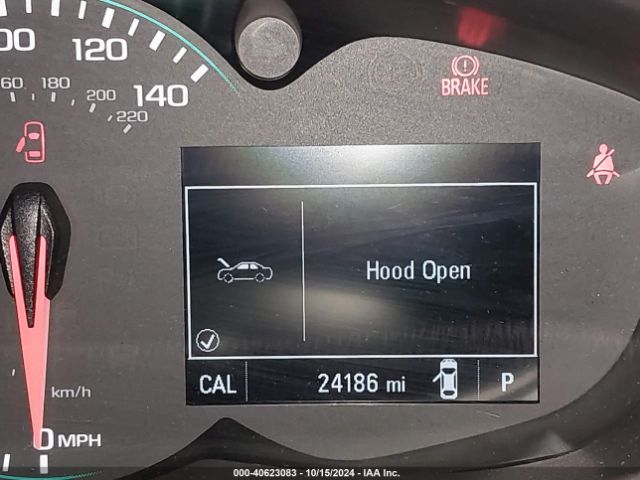 120
140
60
180
200
220
BRAKE
Hood Open
CAL 24186 mi P
km/h
0 MPH
000-40623083 - 10/15/2024 - IAA Inc.